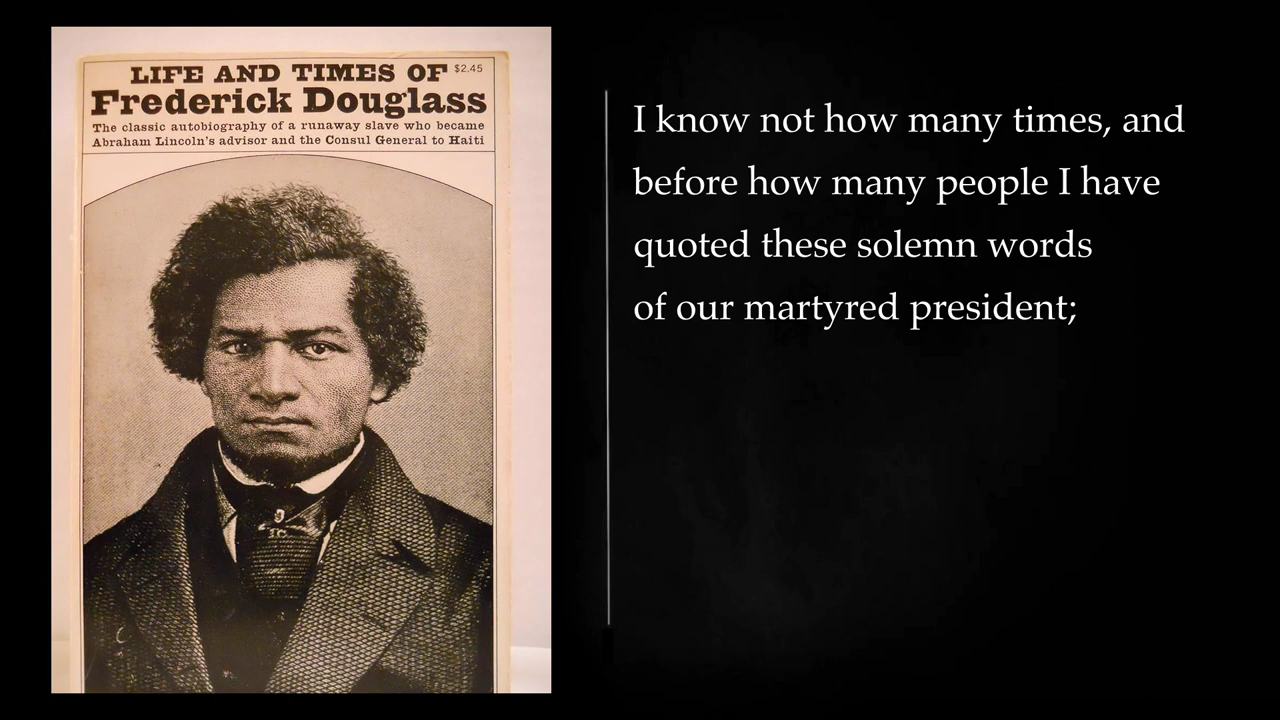 LIFE AND TIMES OF $2.45
Frederick Douglass
The classic autobiography of a runaway slave who became
Abraham Lincoln's advisor and the Consul General to Haiti
I know not how many times, and
before how many people I have
quoted these solemn words
of our martyred president;